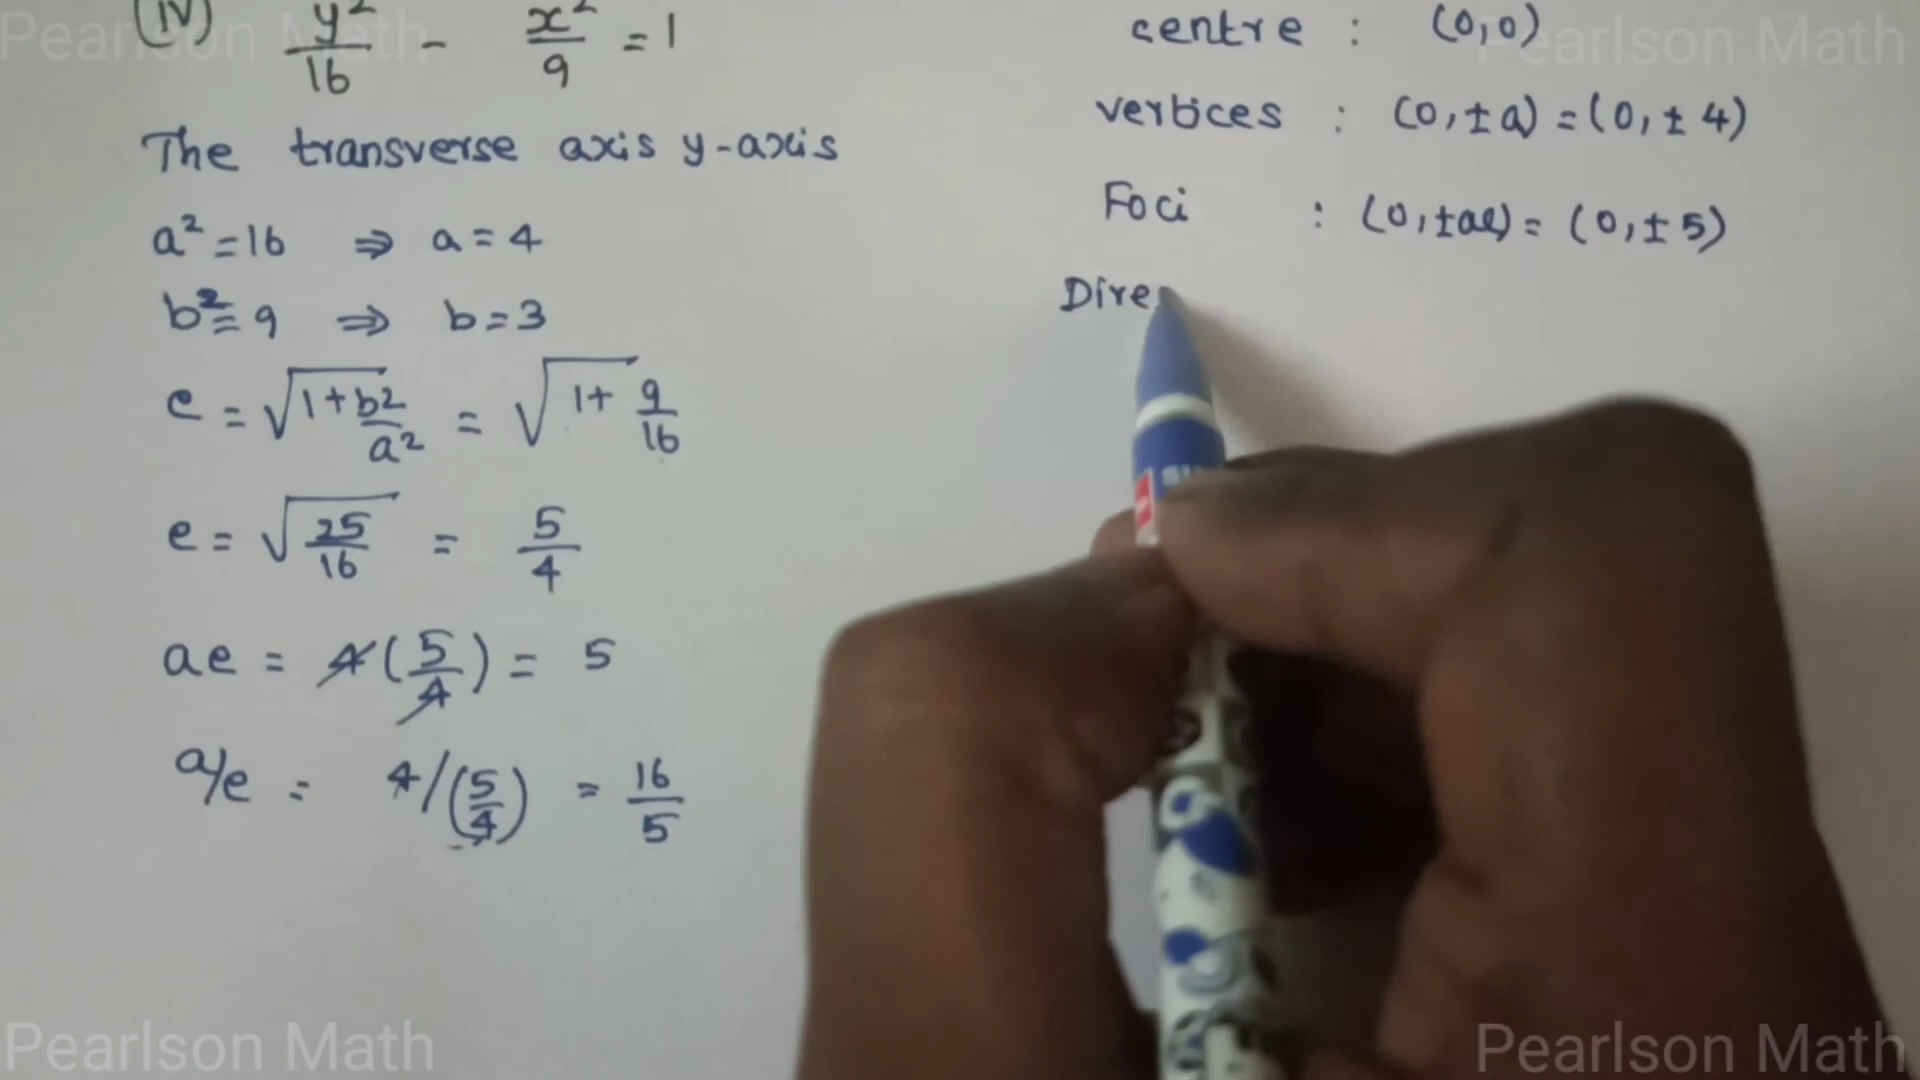 (iv) y²/16 - x²/9 = 1
The transverse axis y-axis
a² = 16 ⇒ a = 4
b² = 9 ⇒ b = 3
e = √1+b²/a² = √1+ 9/16
e = √25/16 = 5/4
ae = 4(5/4) = 5
a/e = 4/(5/4) = 16/5
centre : (0,0)
vertices : (0,±a) = (0,±4)
Foci : (0,±ae) = (0,±5)
Dire
Pearlson Math
Pearlson Math
Pearlson Math
Pearlson Math